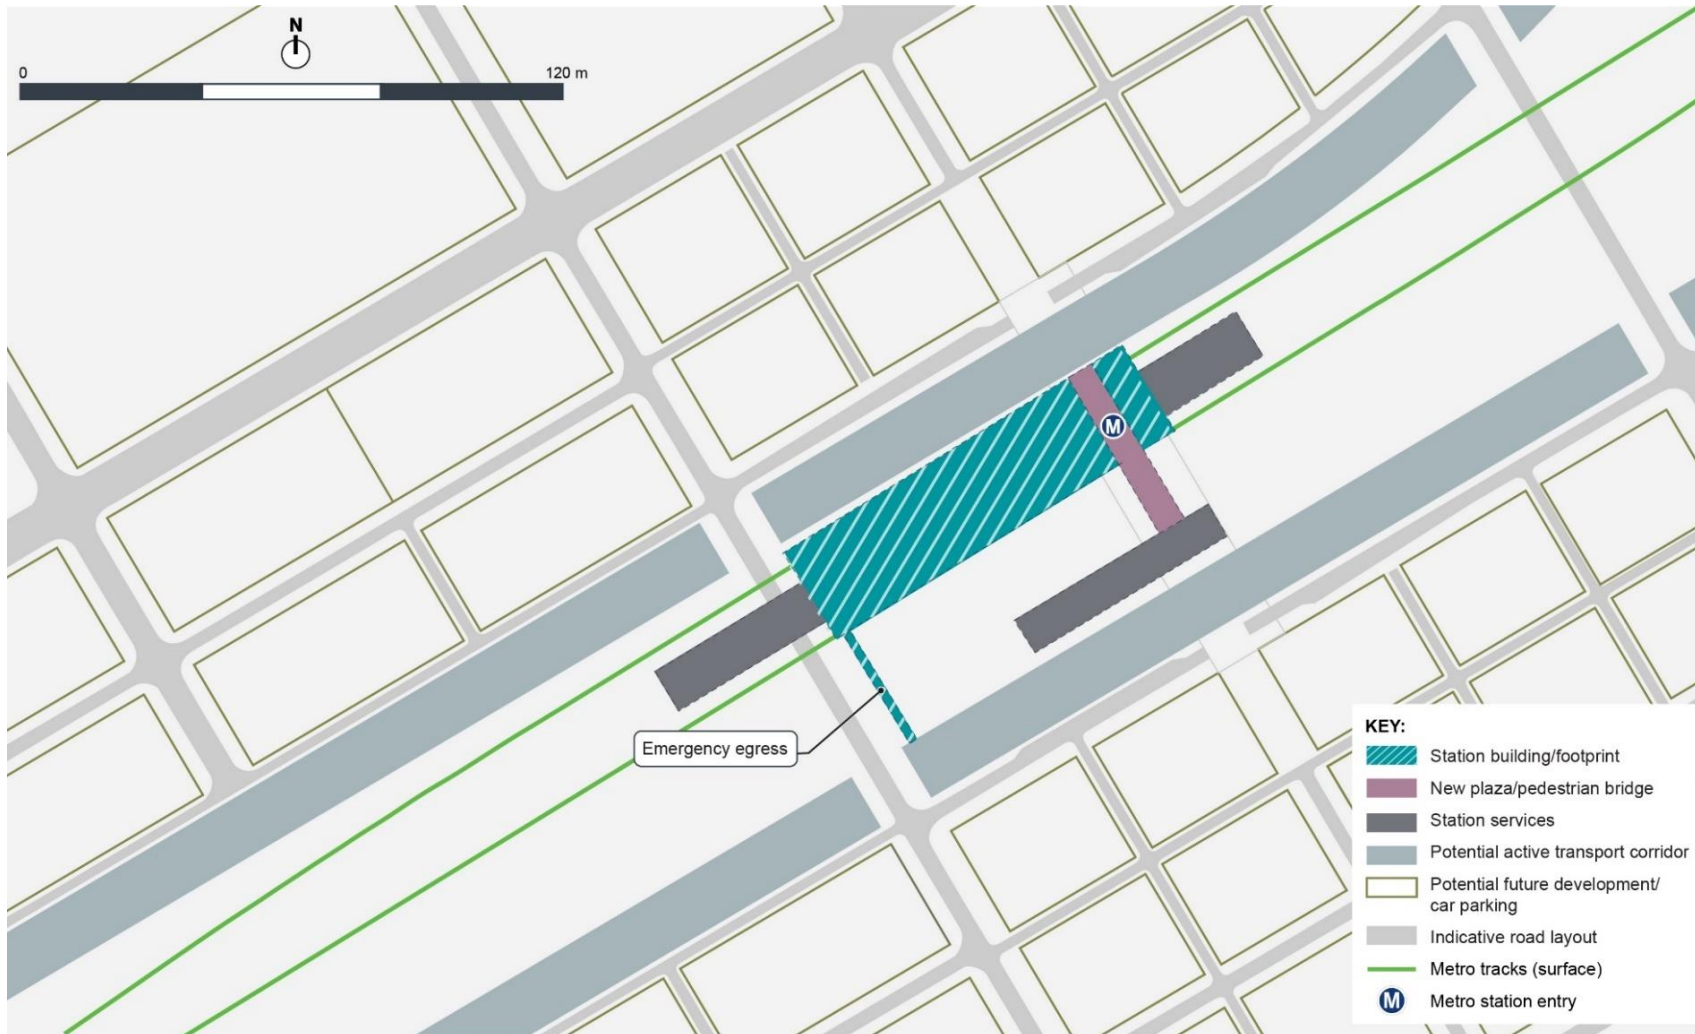 N
0
120 m
M
Emergency egress
KEY:
Station building/footprint
New plaza/pedestrian bridge
Station services
Potential active transport corridor
Potential future development/
car parking
Indicative road layout
Metro tracks (surface)
M
Metro station entry